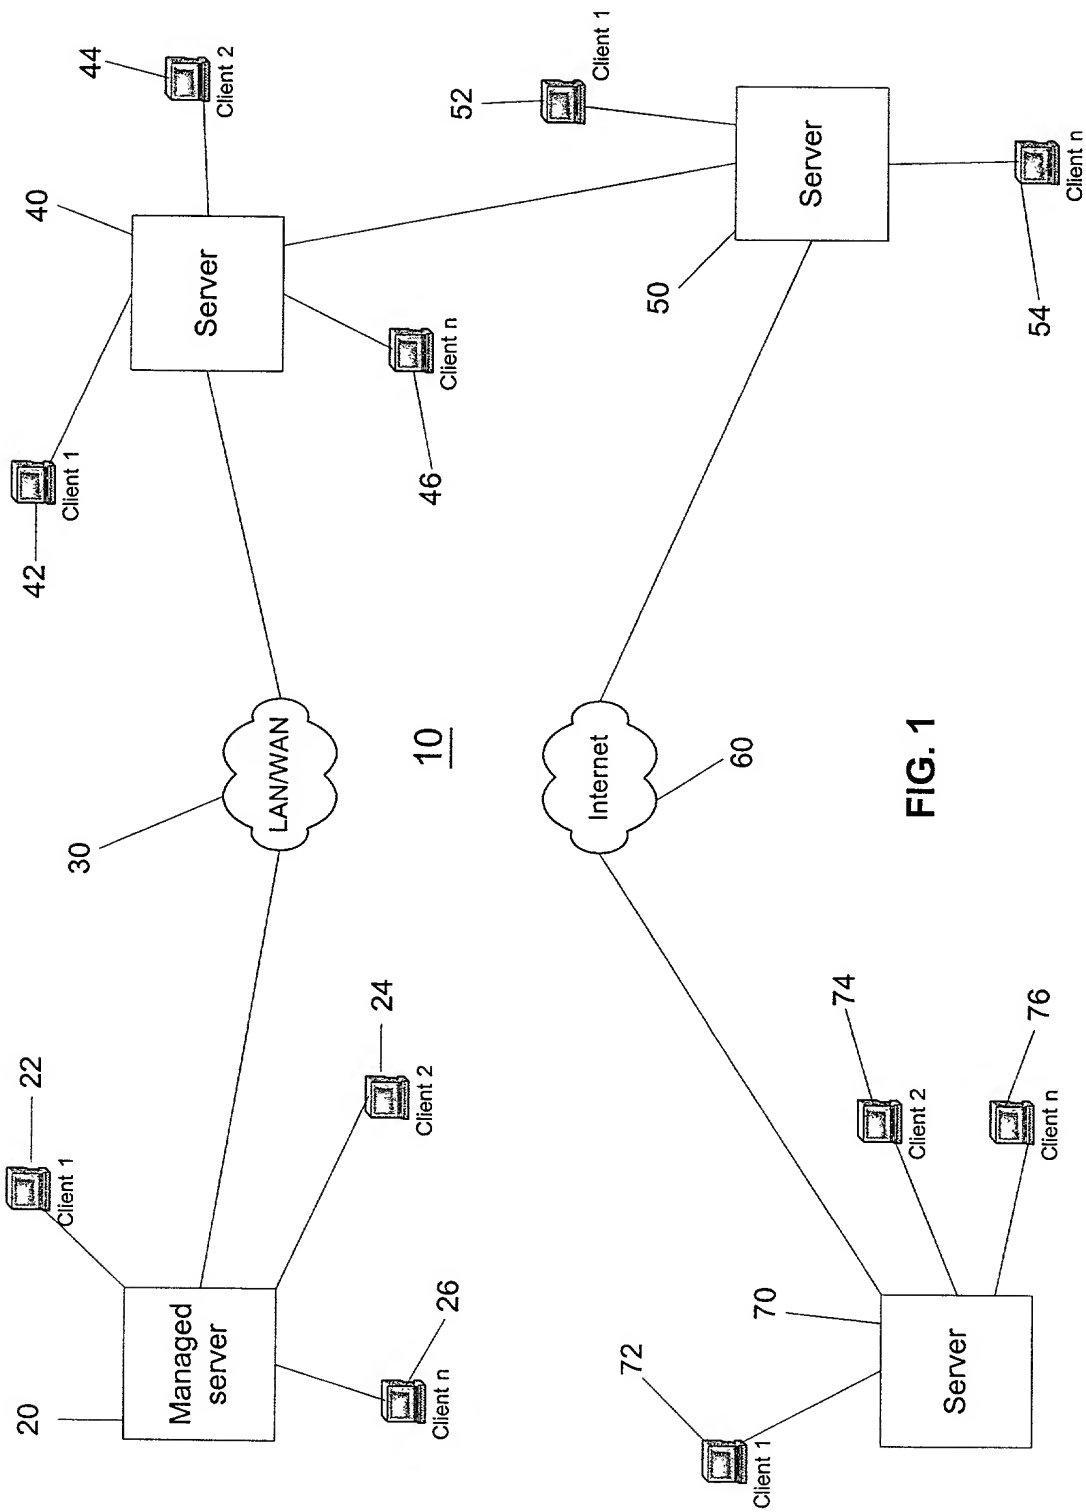 20
22
Client 1
Managed
server
24
Client 2
26
Client n
30
LAN/WAN
42
Client 1
40
44
Client 2
Server
46
Client n
10
72
Client 1
70
Server
74
Client 2
76
Client n
Internet
60
50
52
Client 1
Server
54
Client n
FIG. 1